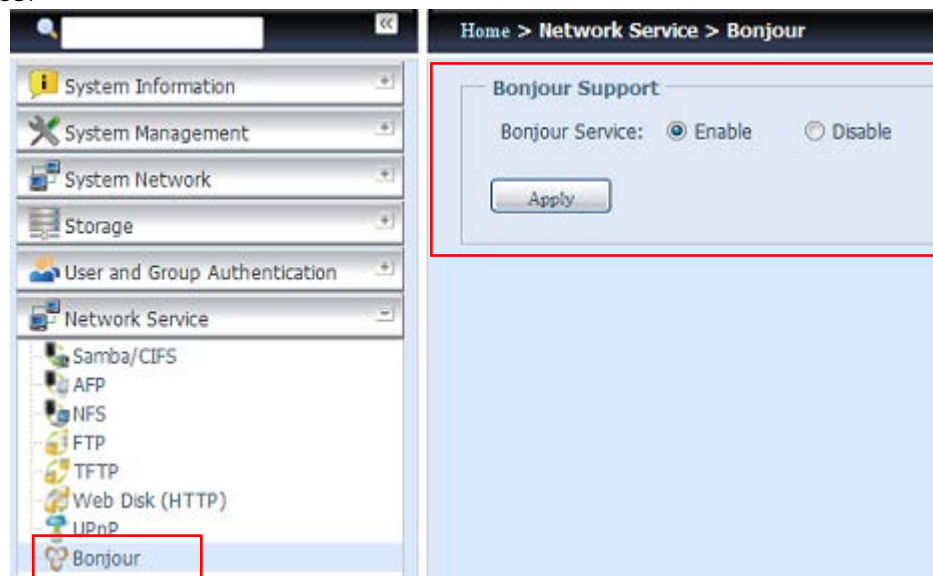 Home > Network Service > Bonjour
System Information
System Management
System Network
Storage
User and Group Authentication
Network Service
Samba/CIFS
AFP
NFS
FTP
TFTP
Web Disk (HTTP)
UPnP
Bonjour
Bonjour Support
Bonjour Service: Enable Disable
Apply